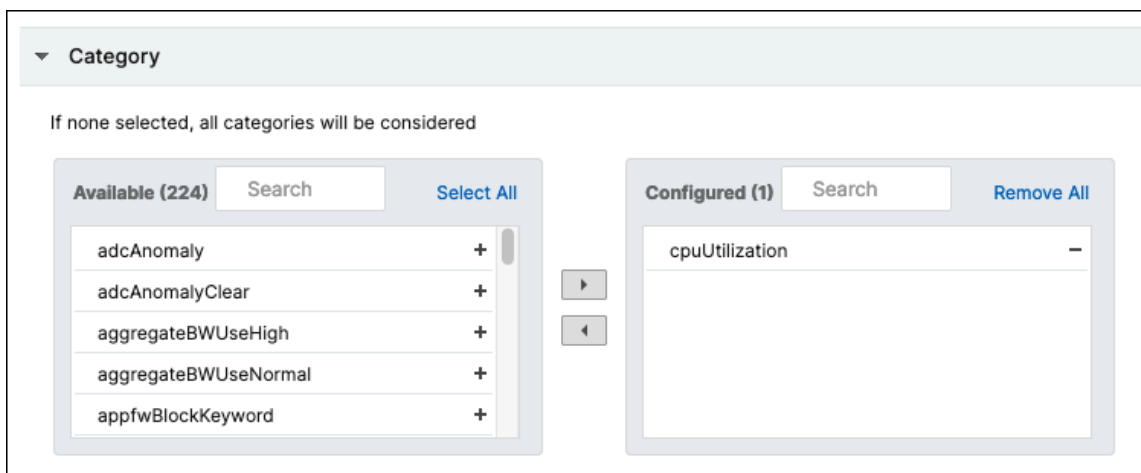 Category
If none selected, all categories will be considered
Available (224) Search Select All
adcAnomaly +
adcAnomalyClear +
aggregateBWUseHigh +
aggregateBWUseNormal +
appfwBlockKeyword +
Configured (1) Search Remove All
cpuUtilization −